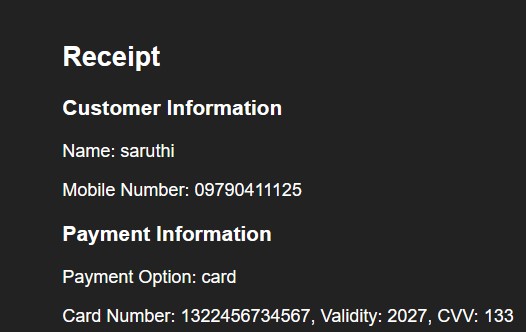 Receipt
Customer Information
Name: saruthi
Mobile Number: 09790411125
Payment Information
Payment Option: card
Card Number: 1322456734567, Validity: 2027, CVV: 133